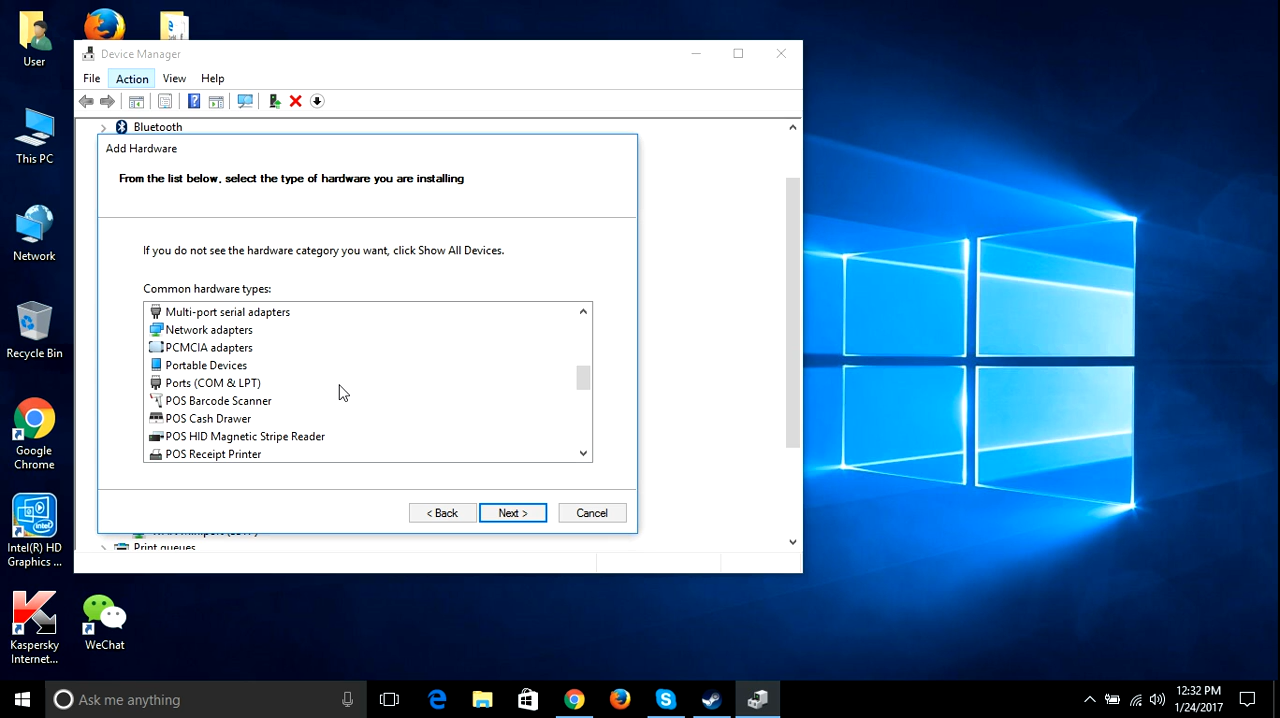 User
This PC
Network
Recycle Bin
Google
Chrome
Intel(R) HD
Graphics ...
Kaspersky
Internet...
WeChat
Device Manager
File Action View Help
Bluetooth
Add Hardware
From the list below, select the type of hardware you are installing
If you do not see the hardware category you want, click Show All Devices.
Common hardware types:
Multi-port serial adapters
Network adapters
PCMCIA adapters
Portable Devices
Ports (COM & LPT)
POS Barcode Scanner
POS Cash Drawer
POS HID Magnetic Stripe Reader
POS Receipt Printer
< Back Next > Cancel
Print queues
Ask me anything
12:32 PM
1/24/2017